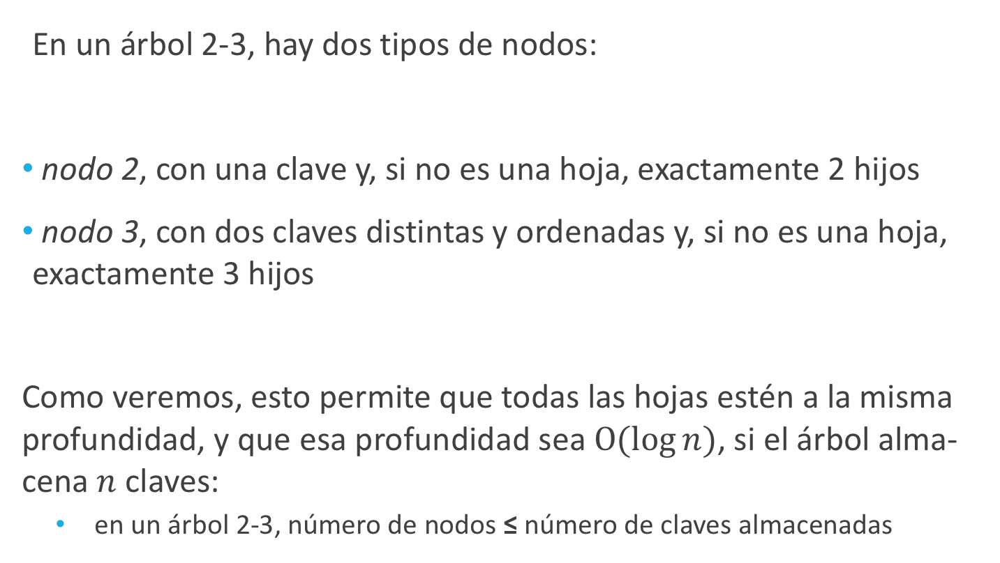 En un árbol 2-3, hay dos tipos de nodos:
• nodo 2, con una clave y, si no es una hoja, exactamente 2 hijos
• nodo 3, con dos claves distintas y ordenadas y, si no es una hoja,
exactamente 3 hijos
Como veremos, esto permite que todas las hojas estén a la misma
profundidad, y que esa profundidad sea O(log n), si el árbol alma-
cena n claves:
• en un árbol 2-3, número de nodos ≤ número de claves almacenadas